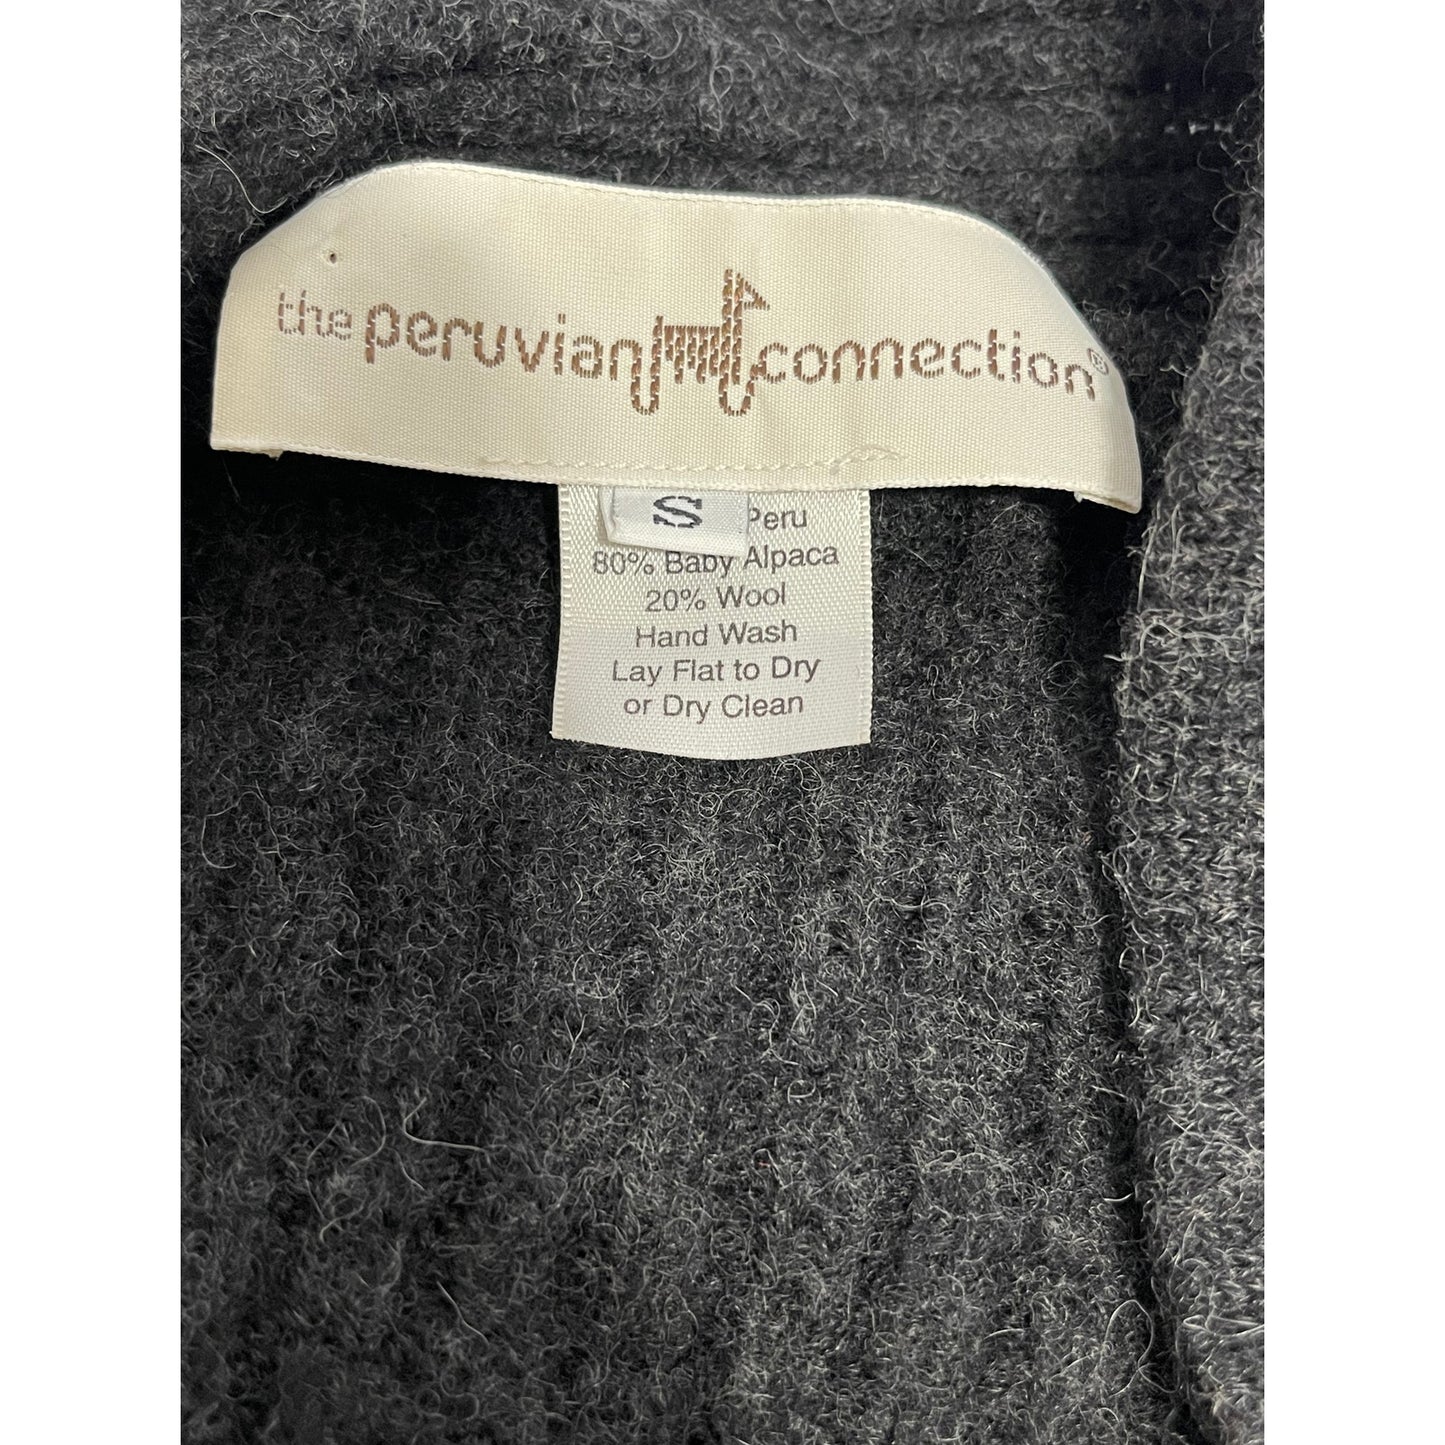 the peruvian connection®
S
Peru
80% Baby Alpaca
20% Wool
Hand Wash
Lay Flat to Dry
or Dry Clean